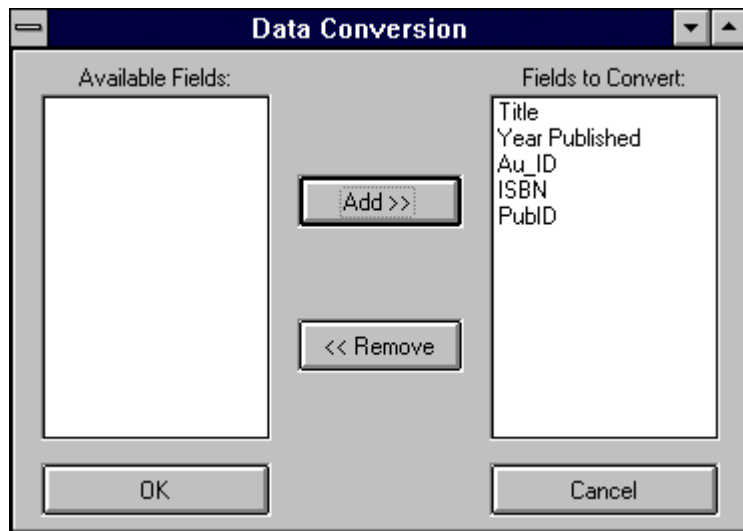 Data Conversion
Available Fields:
Fields to Convert:
Title
Year Published
Au_ID
ISBN
PubID
Add >>
<< Remove
OK
Cancel